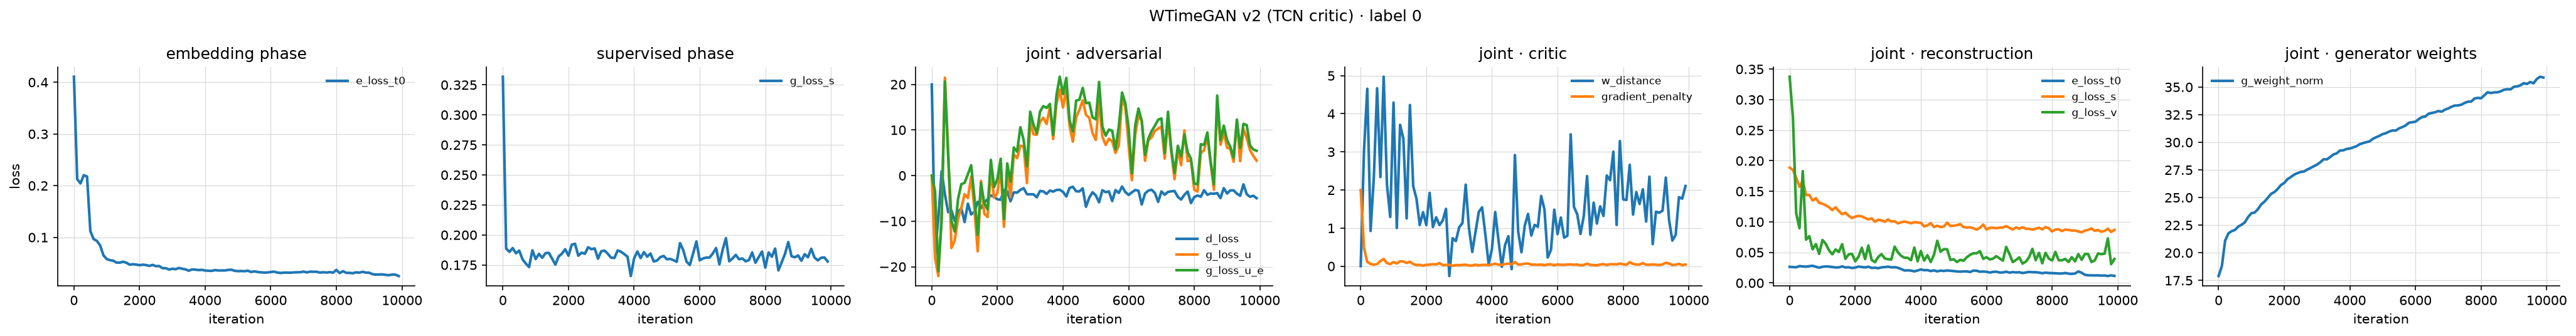 WTimeGAN v2 (TCN critic) · label 0
embedding phase
loss
0.4
0.3
0.2
0.1
e_loss_t0
0 2000 4000 6000 8000 10000
iteration
supervised phase
0.325
0.300
0.275
0.250
0.225
0.200
0.175
g_loss_s
0 2000 4000 6000 8000 10000
iteration
joint · adversarial
20
10
0
−10
−20
d_loss
g_loss_u
g_loss_u_e
0 2000 4000 6000 8000 10000
iteration
joint · critic
5
4
3
2
1
0
w_distance
gradient_penalty
0 2000 4000 6000 8000 10000
iteration
joint · reconstruction
0.35
0.30
0.25
0.20
0.15
0.10
0.05
0.00
e_loss_t0
g_loss_s
g_loss_v
0 2000 4000 6000 8000 10000
iteration
joint · generator weights
35.0
32.5
30.0
27.5
25.0
22.5
20.0
17.5
g_weight_norm
0 2000 4000 6000 8000 10000
iteration